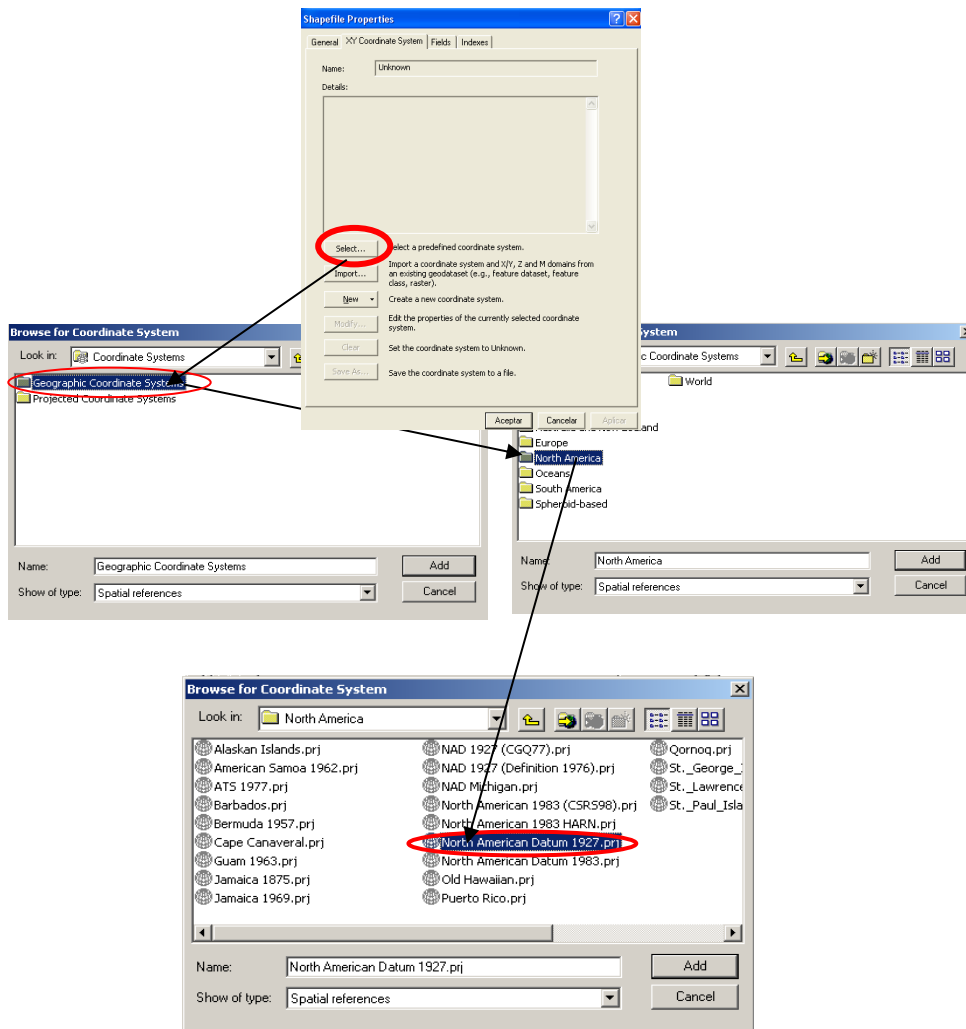 Shapefile Properties
General XY Coordinate System Fields Indexes
Name: Unknown
Details:
Select... Select a predefined coordinate system.
Import... Import a coordinate system and X/Y, Z and M domains from
an existing geodataset (e.g., feature dataset, feature
class, raster).
New Create a new coordinate system.
Modify... Edit the properties of the currently selected coordinate
system.
Clear Set the coordinate system to Unknown.
Save As... Save the coordinate system to a file.
Aceptar Cancelar Aplicar
Browse for Coordinate System
Look in: Coordinate Systems
Geographic Coordinate Systems
Projected Coordinate Systems
Name: Geographic Coordinate Systems Add
Show of type: Spatial references Cancel
System
c Coordinate Systems
World
Europe
North America
Oceans
South America
Spheroid-based
Name: North America Add
Show of type: Spatial references Cancel
Browse for Coordinate System
Look in: North America
Alaskan Islands.prj NAD 1927 (CGQ77).prj Qornoq.prj
American Samoa 1962.prj NAD 1927 (Definition 1976).prj St._George_
ATS 1977.prj NAD Michigan.prj St._Lawrence
Barbados.prj North American 1983 (CSRS98).prj St._Paul_Isla
Bermuda 1957.prj North American 1983 HARN.prj
Cape Canaveral.prj North American Datum 1927.prj
Guam 1963.prj North American Datum 1983.prj
Jamaica 1875.prj Old Hawaiian.prj
Jamaica 1969.prj Puerto Rico.prj
Name: North American Datum 1927.prj Add
Show of type: Spatial references Cancel